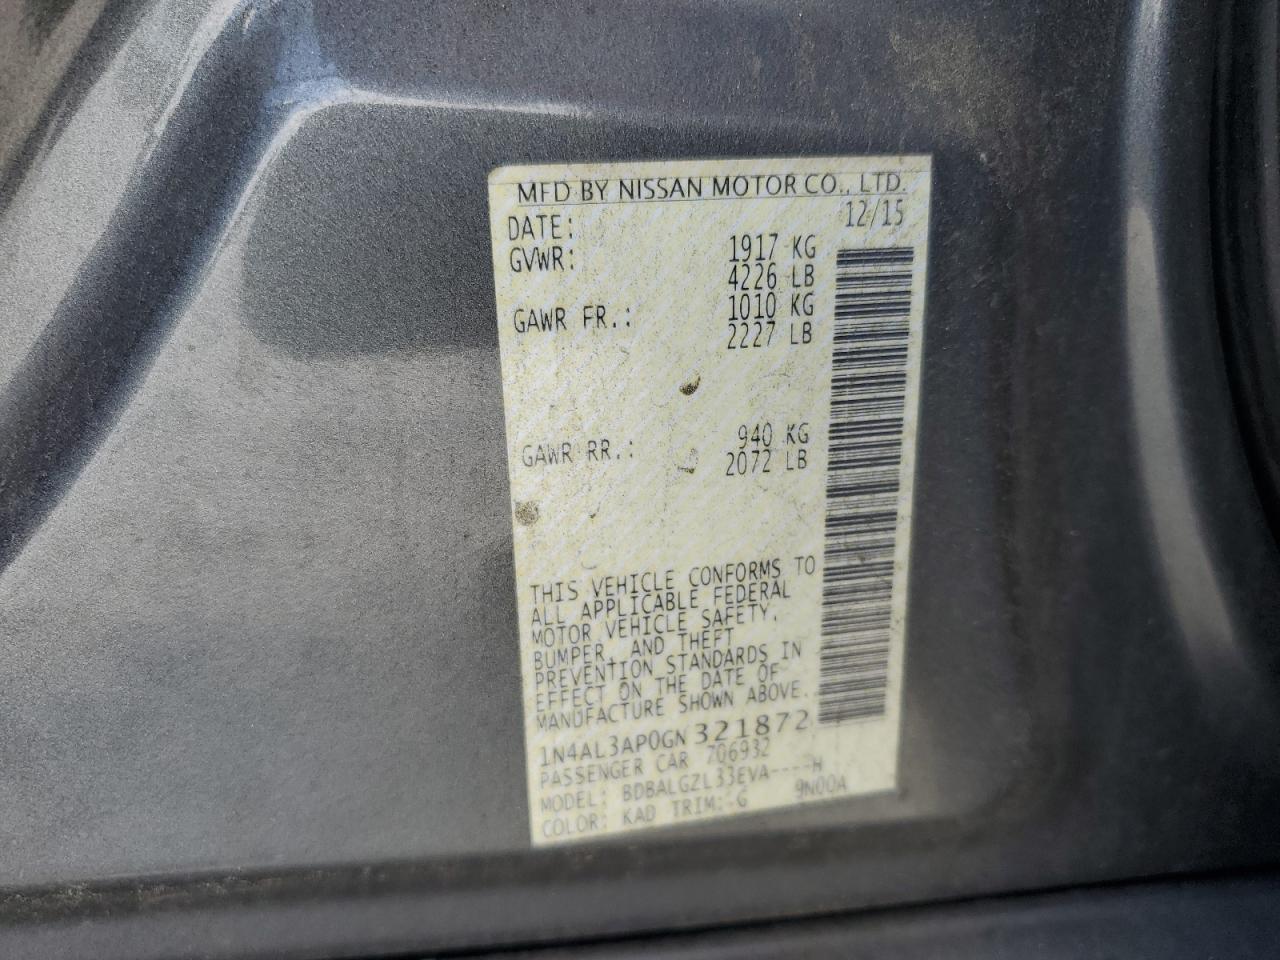 MFD BY NISSAN MOTOR CO., LTD.
DATE: 12/15
GVWR: 1917 KG
4226 LB
GAWR FR.: 1010 KG
2227 LB
GAWR RR.: 940 KG
2072 LB
THIS VEHICLE CONFORMS TO
ALL APPLICABLE FEDERAL
MOTOR VEHICLE SAFETY,
BUMPER, AND THEFT
PREVENTION STANDARDS IN
EFFECT ON THE DATE OF
MANUFACTURE SHOWN ABOVE.
1N4AL3AP0GN321872
PASSENGER CAR 706932
MODEL: BDBALGZL33EVA----H
COLOR: KAD TRIM: G 9N00A